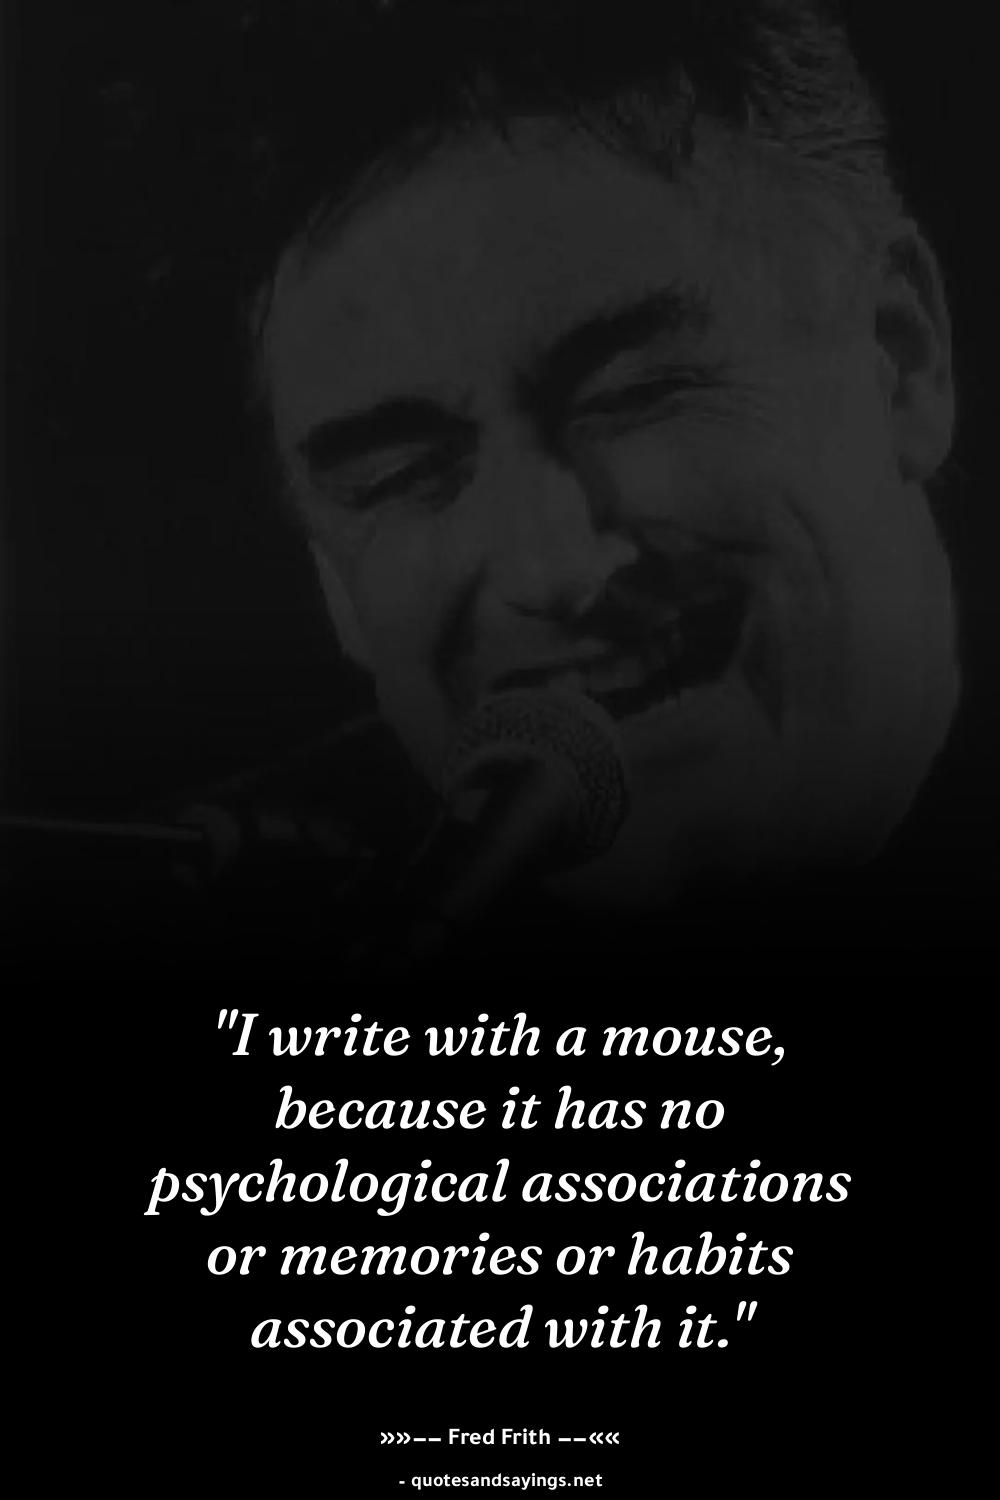 "I write with a mouse,
because it has no
psychological associations
or memories or habits
associated with it."
»»−− Fred Frith −−««
- quotesandsayings.net